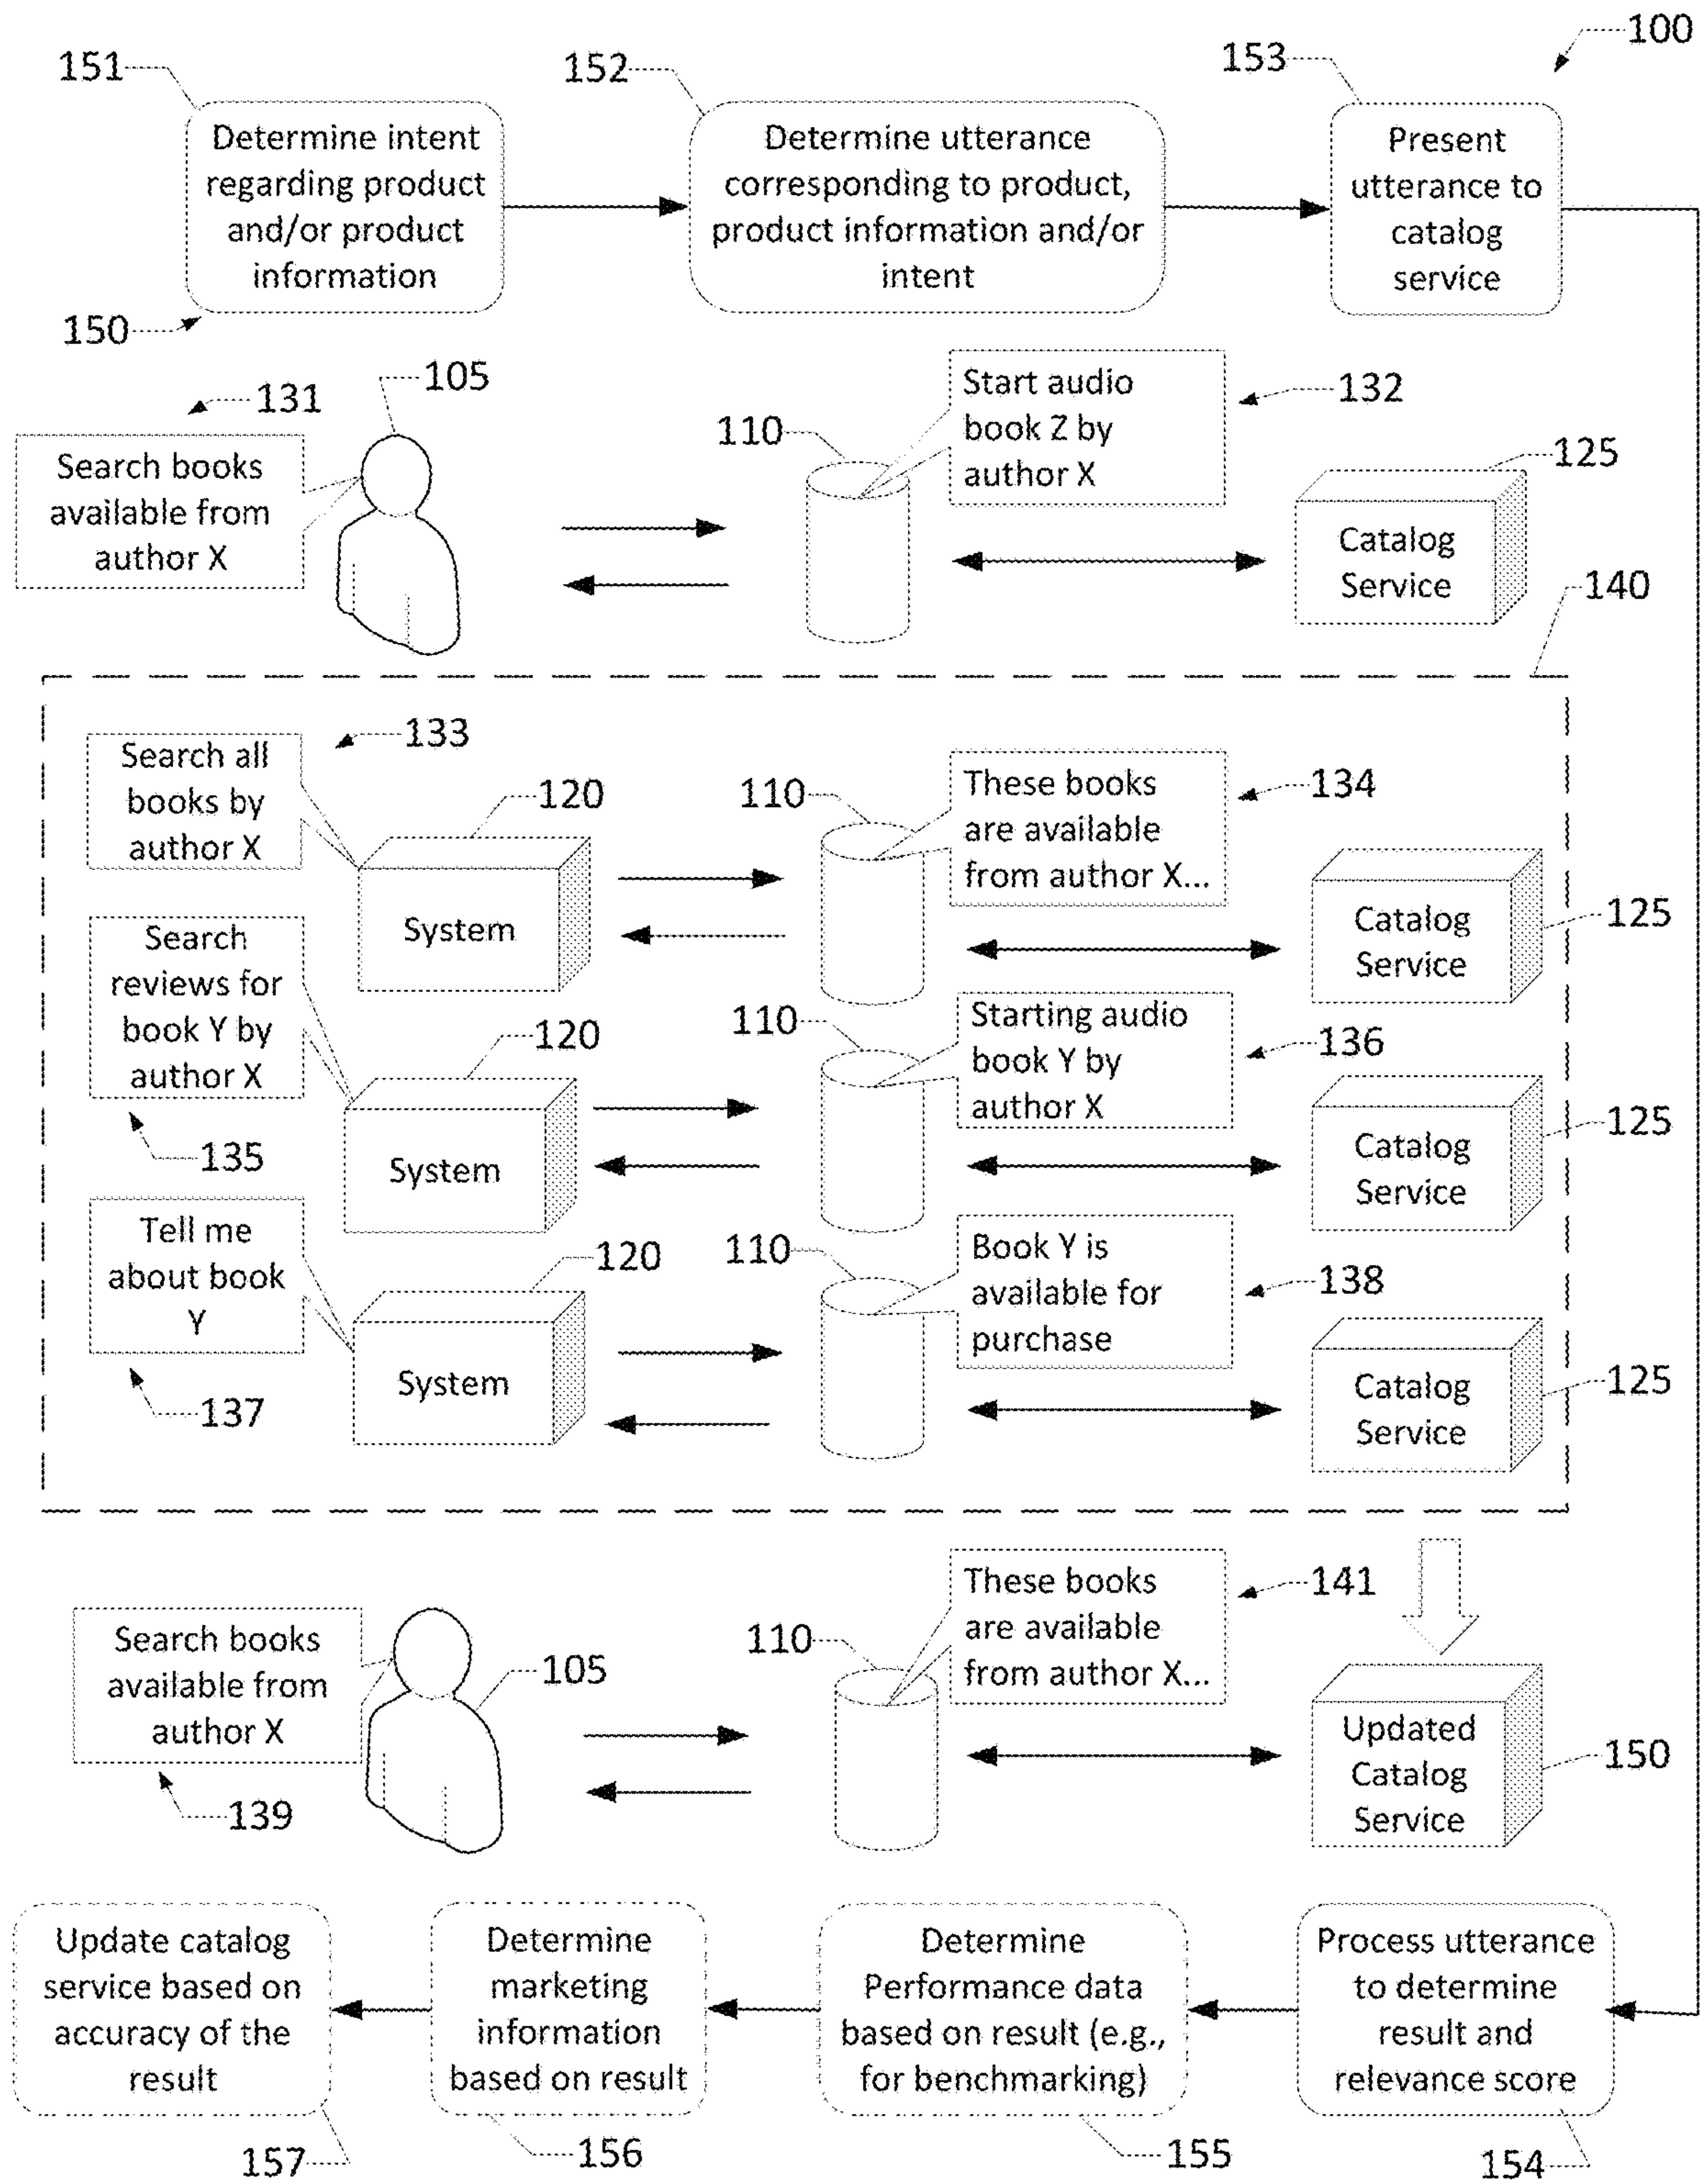 100
151
152
153
Determine intent
regarding product
and/or product
information
Determine utterance
corresponding to product,
product information and/or
intent
Present
utterance to
catalog
service
150
131
105
Search books
available from
author X
110
Start audio
book Z by
author X
132
125
Catalog
Service
140
133
Search all
books by
author X
120
System
110
These books
are available
from author X...
134
Catalog
Service
125
Search
reviews for
book Y by
author X
135
120
System
110
Starting audio
book Y by
author X
136
Catalog
Service
125
Tell me
about book
Y
137
120
System
110
Book Y is
available for
purchase
138
Catalog
Service
125
Search books
available from
author X
139
105
110
These books
are available
from author X...
141
Updated
Catalog
Service
150
Update catalog
service based on
accuracy of the
result
Determine
marketing
information
based on result
Determine
Performance data
based on result (e.g.,
for benchmarking)
Process utterance
to determine
result and
relevance score
157
156
155
154